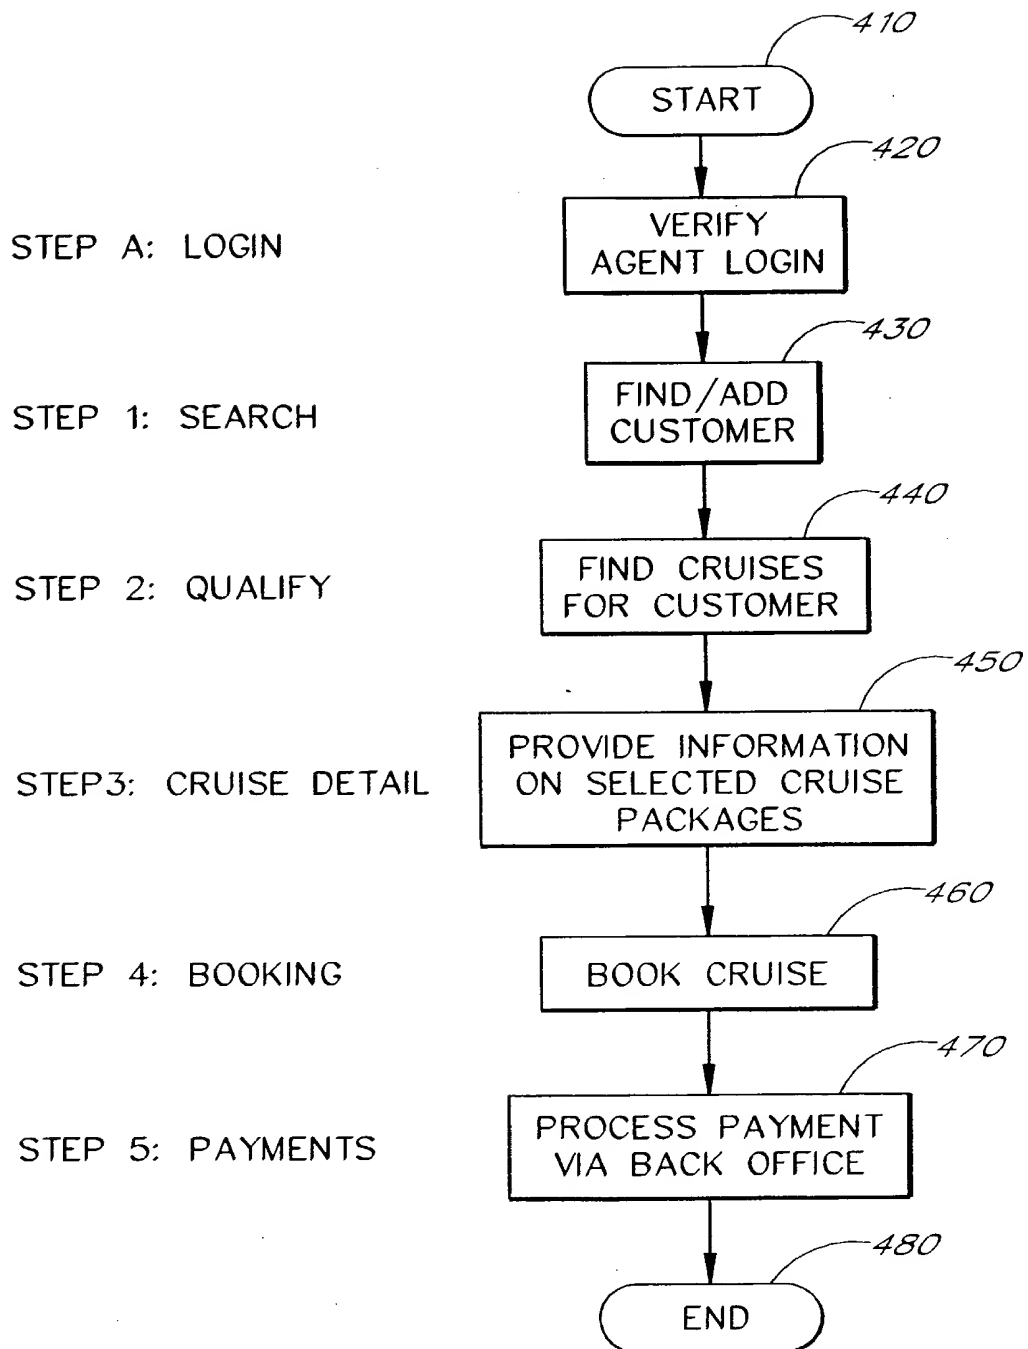 410
START
420
STEP A: LOGIN
VERIFY
AGENT LOGIN
430
STEP 1: SEARCH
FIND/ADD
CUSTOMER
440
STEP 2: QUALIFY
FIND CRUISES
FOR CUSTOMER
450
STEP3: CRUISE DETAIL
PROVIDE INFORMATION
ON SELECTED CRUISE
PACKAGES
460
STEP 4: BOOKING
BOOK CRUISE
470
STEP 5: PAYMENTS
PROCESS PAYMENT
VIA BACK OFFICE
480
END